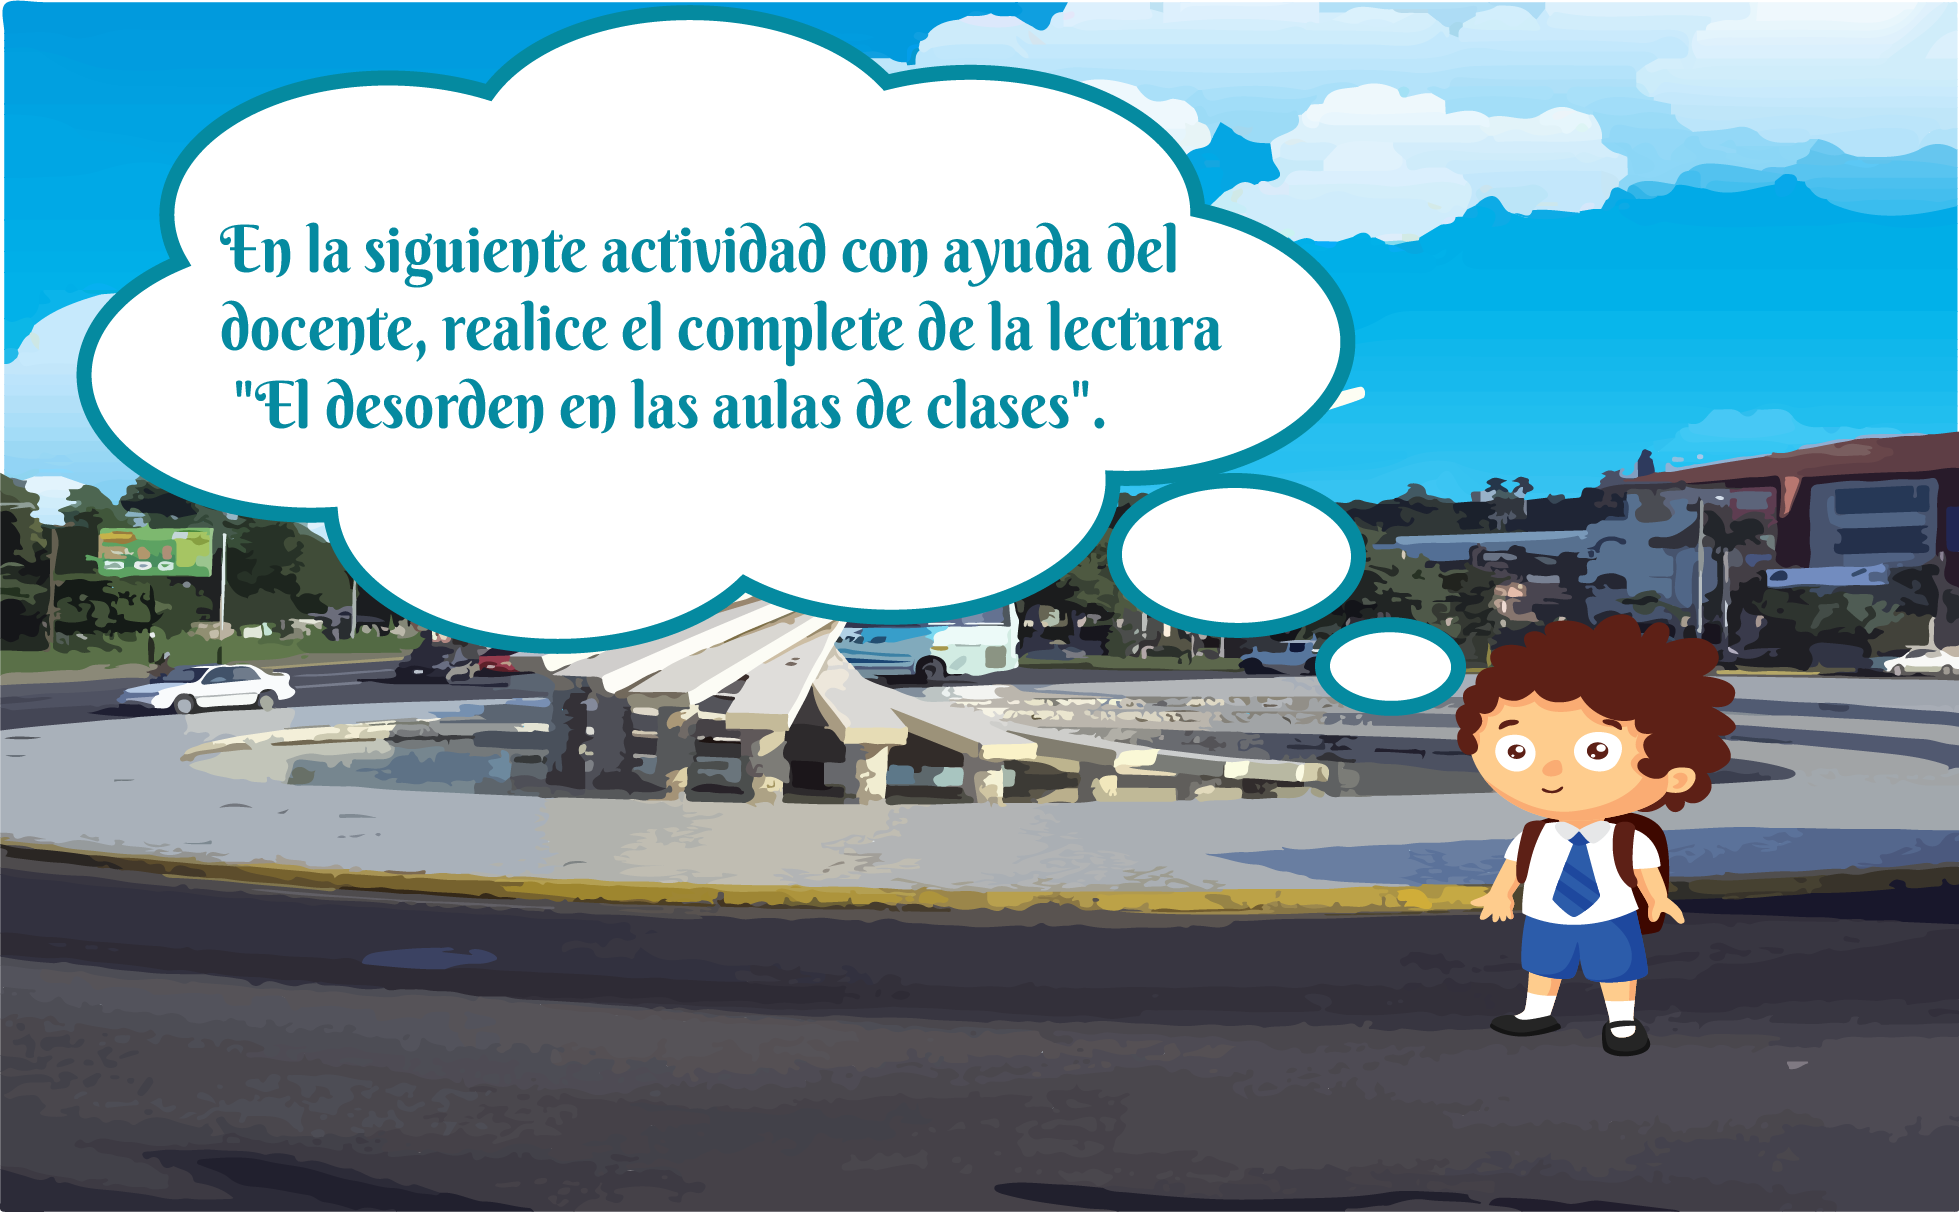 En la siguiente actividad con ayuda del
docente, realice el complete de la lectura
"El desorden en las aulas de clases".